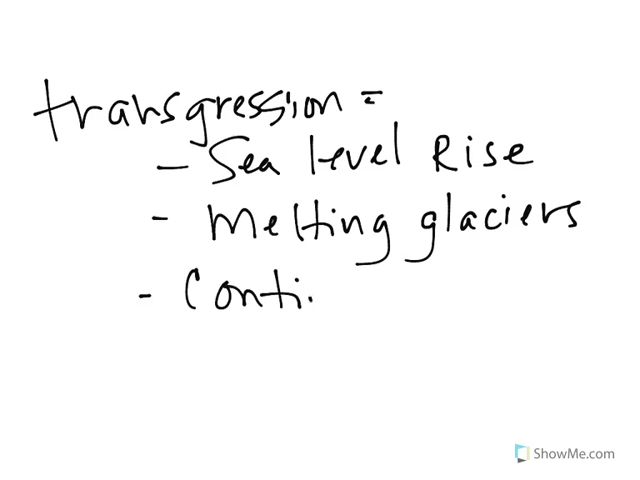 transgression =
- Sea level Rise
- Melting glaciers
- Conti
ShowMe.com